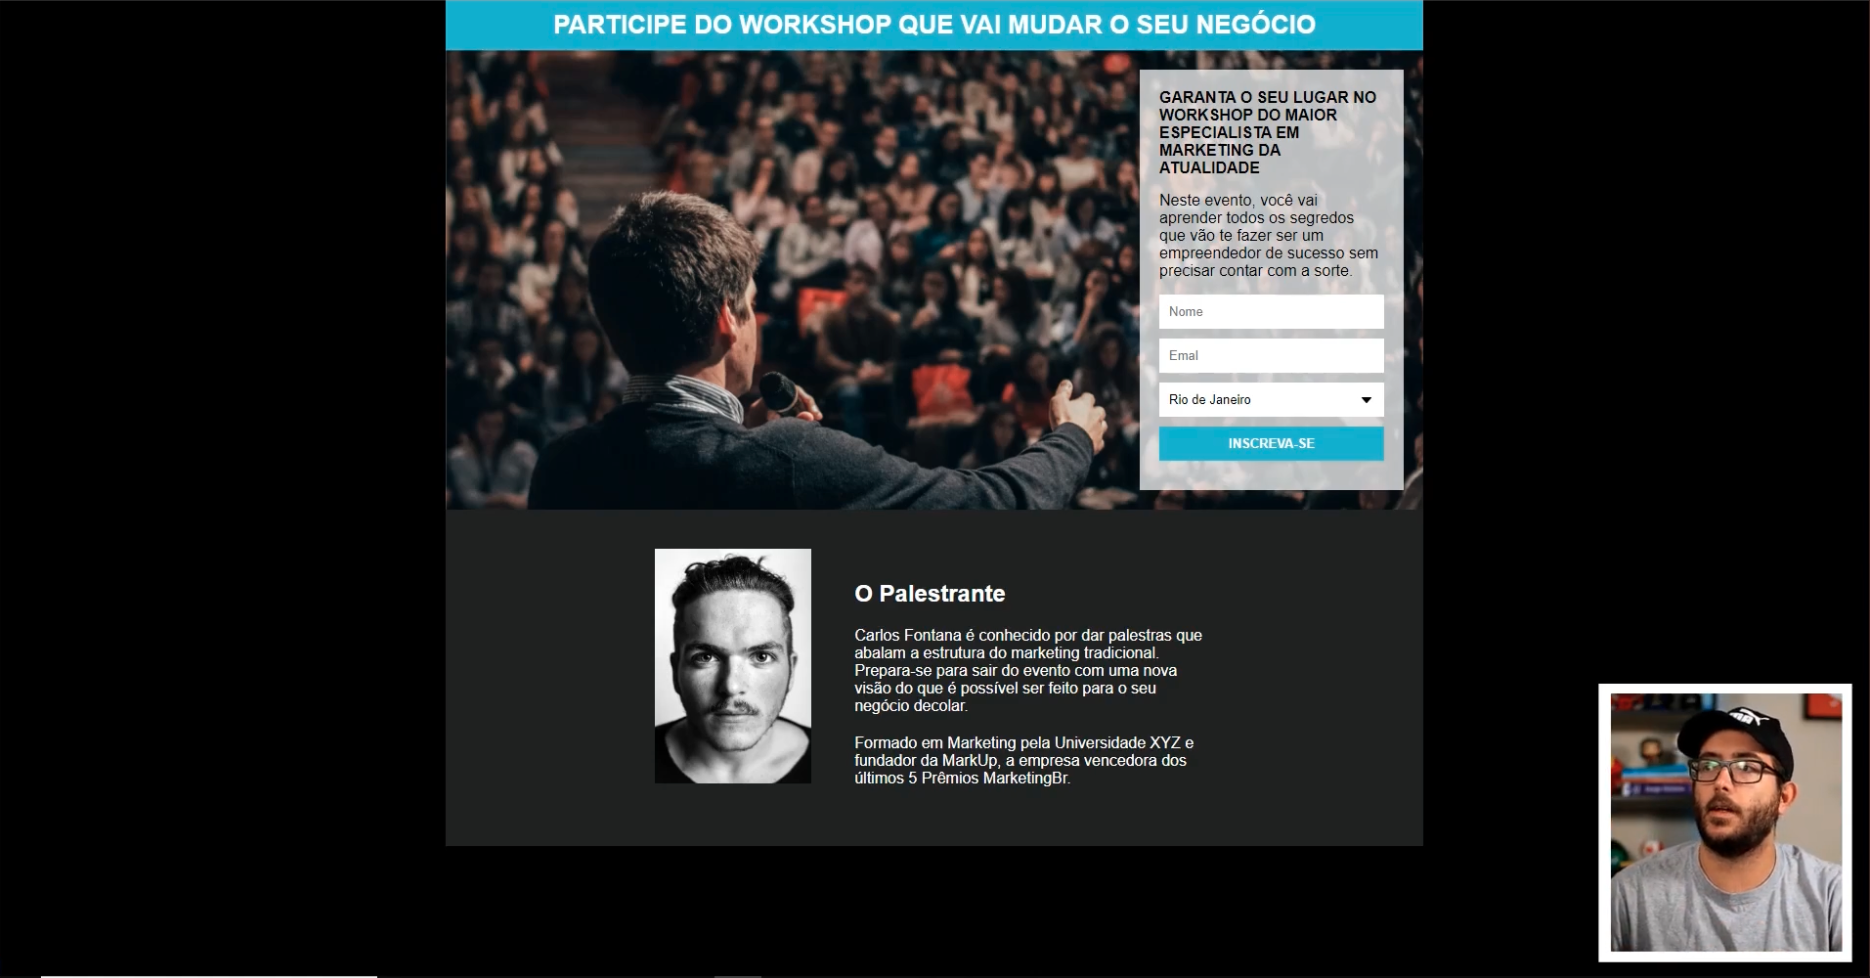 PARTICIPE DO WORKSHOP QUE VAI MUDAR O SEU NEGÓCIO
GARANTA O SEU LUGAR NO
WORKSHOP DO MAIOR
ESPECIALISTA EM
MARKETING DA
ATUALIDADE
Neste evento, você vai
aprender todos os segredos
que vão te fazer ser um
empreendedor de sucesso sem
precisar contar com a sorte.
Nome
Emal
Rio de Janeiro
INSCREVA-SE
O Palestrante
Carlos Fontana é conhecido por dar palestras que
abalam a estrutura do marketing tradicional.
Prepara-se para sair do evento com uma nova
visão do que é possível ser feito para o seu
negócio decolar.
Formado em Marketing pela Universidade XYZ e
fundador da MarkUp, a empresa vencedora dos
últimos 5 Prêmios MarketingBr.